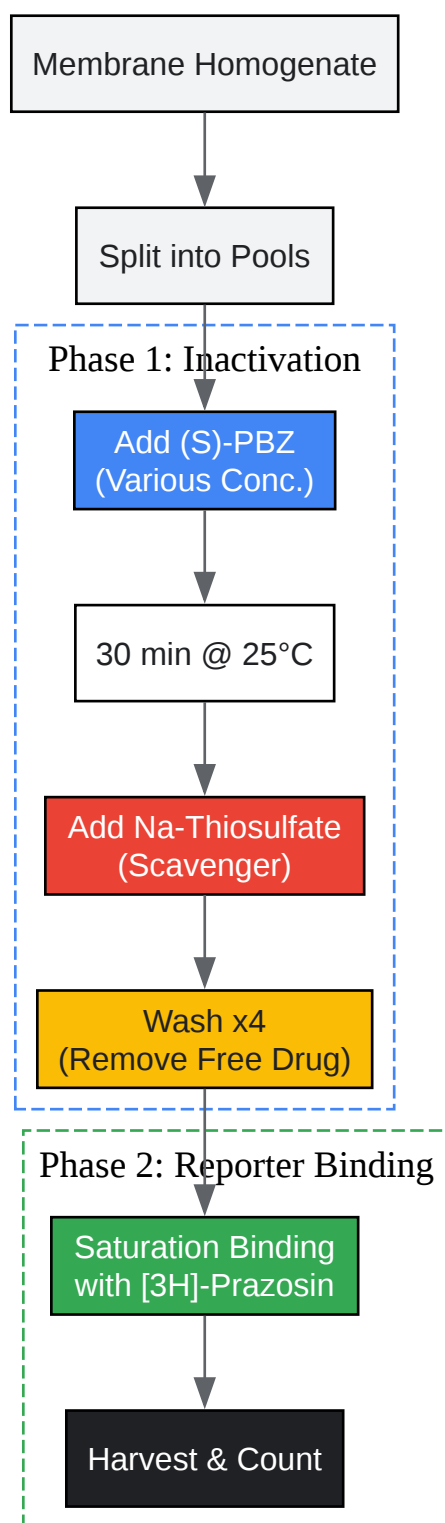 Membrane Homogenate
Split into Pools
Phase 1: Inactivation
Add (S)-PBZ
(Various Conc.)
30 min @ 25°C
Add Na-Thiosulfate
(Scavenger)
Wash x4
(Remove Free Drug)
Phase 2: Reporter Binding
Saturation Binding
with [3H]-Prazosin
Harvest & Count